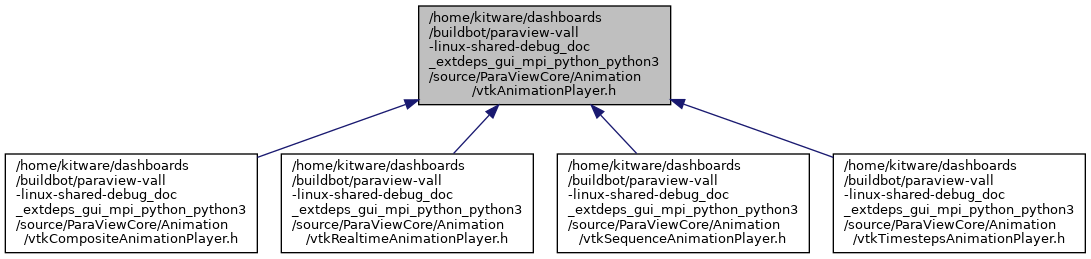 /home/kitware/dashboards
/buildbot/paraview-vall
-linux-shared-debug_doc
_extdeps_gui_mpi_python_python3
/source/ParaViewCore/Animation
/vtkAnimationPlayer.h
/home/kitware/dashboards
/buildbot/paraview-vall
-linux-shared-debug_doc
_extdeps_gui_mpi_python_python3
/source/ParaViewCore/Animation
/vtkCompositeAnimationPlayer.h
/home/kitware/dashboards
/buildbot/paraview-vall
-linux-shared-debug_doc
_extdeps_gui_mpi_python_python3
/source/ParaViewCore/Animation
/vtkRealtimeAnimationPlayer.h
/home/kitware/dashboards
/buildbot/paraview-vall
-linux-shared-debug_doc
_extdeps_gui_mpi_python_python3
/source/ParaViewCore/Animation
/vtkSequenceAnimationPlayer.h
/home/kitware/dashboards
/buildbot/paraview-vall
-linux-shared-debug_doc
_extdeps_gui_mpi_python_python3
/source/ParaViewCore/Animation
/vtkTimestepsAnimationPlayer.h